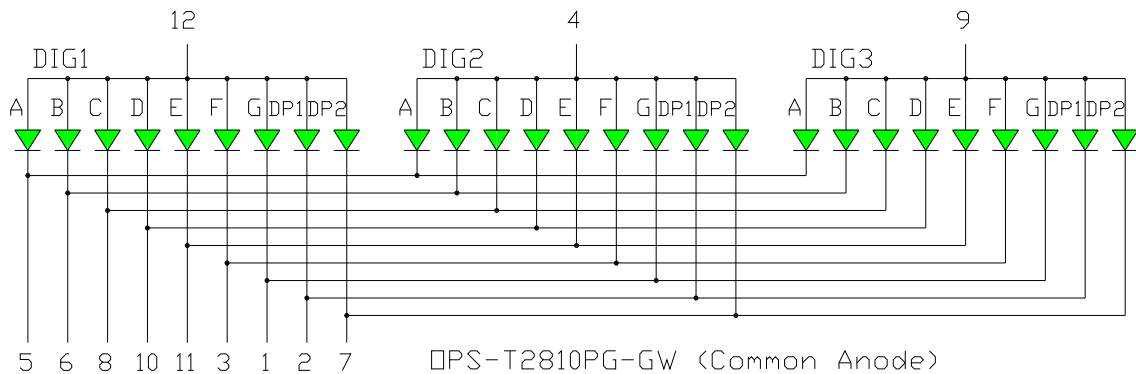 12 4 9
DIG1 DIG2 DIG3
A B C D E F G DP1 DP2 A B C D E F G DP1 DP2 A B C D E F G DP1 DP2
5 6 8 10 11 3 1 2 7 OPS-T2810PG-GW (Common Anode)